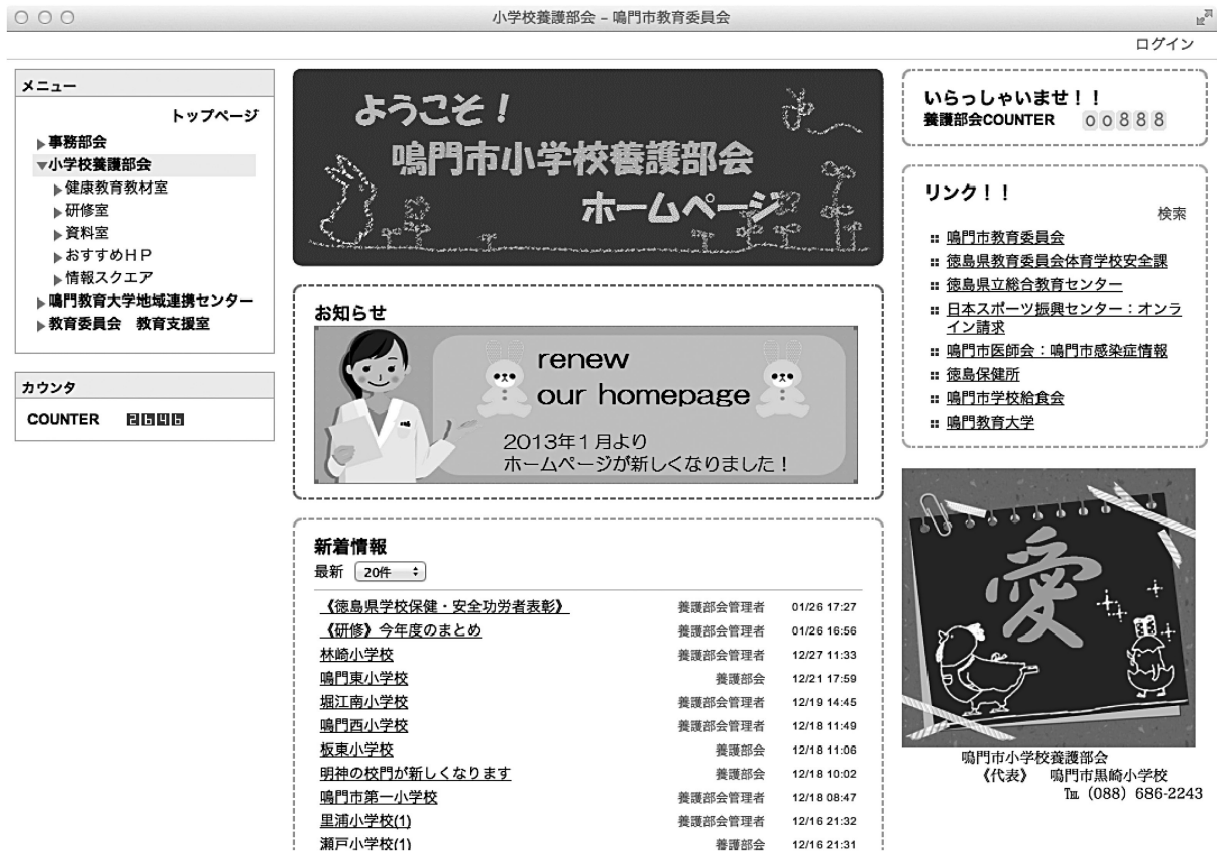 小学校養護部会 – 鳴門市教育委員会
ログイン
メニュー
トップページ
▶事務部会
▼小学校養護部会
▶健康教育教材室
▶研修室
▶資料室
▶おすすめHP
▶情報スクエア
▶鳴門教育大学地域連携センター
▶教育委員会　教育支援室
カウンタ
COUNTER 2646
ようこそ！
鳴門市小学校養護部会
ホームページ
お知らせ
renew
our homepage
2013年1月より
ホームページが新しくなりました！
新着情報
最新 20件
《徳島県学校保健・安全功労者表彰》 養護部会管理者 01/26 17:27
《研修》今年度のまとめ 養護部会管理者 01/26 16:56
林崎小学校 養護部会管理者 12/27 11:33
鳴門東小学校 養護部会 12/21 17:59
堀江南小学校 養護部会管理者 12/19 14:45
鳴門西小学校 養護部会管理者 12/18 11:49
板東小学校 養護部会 12/18 11:06
明神の校門が新しくなります 養護部会 12/18 10:02
鳴門市第一小学校 養護部会管理者 12/18 08:47
里浦小学校(1) 養護部会管理者 12/16 21:32
瀬戸小学校(1) 養護部会 12/16 21:31
いらっしゃいませ！！
養護部会COUNTER 00888
リンク！！
検索
鳴門市教育委員会
徳島県教育委員会体育学校安全課
徳島県立総合教育センター
日本スポーツ振興センター：オンラ
イン請求
鳴門市医師会：鳴門市感染症情報
徳島保健所
鳴門市学校給食会
鳴門教育大学
愛
鳴門市小学校養護部会
《代表》　鳴門市黒崎小学校
℡（088）686-2243